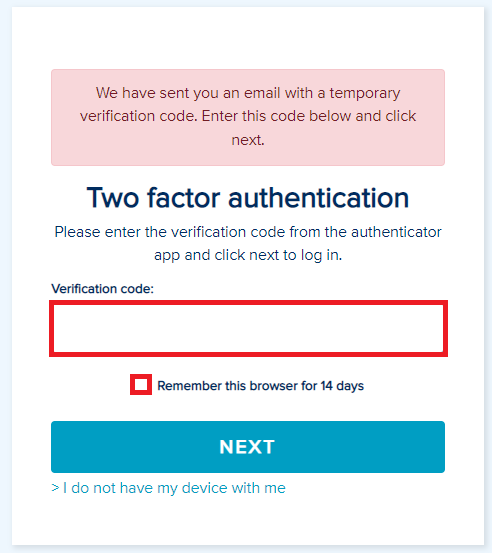 We have sent you an email with a temporary
verification code. Enter this code below and click
next.
Two factor authentication
Please enter the verification code from the authenticator
app and click next to log in.
Verification code:
Remember this browser for 14 days
NEXT
> I do not have my device with me